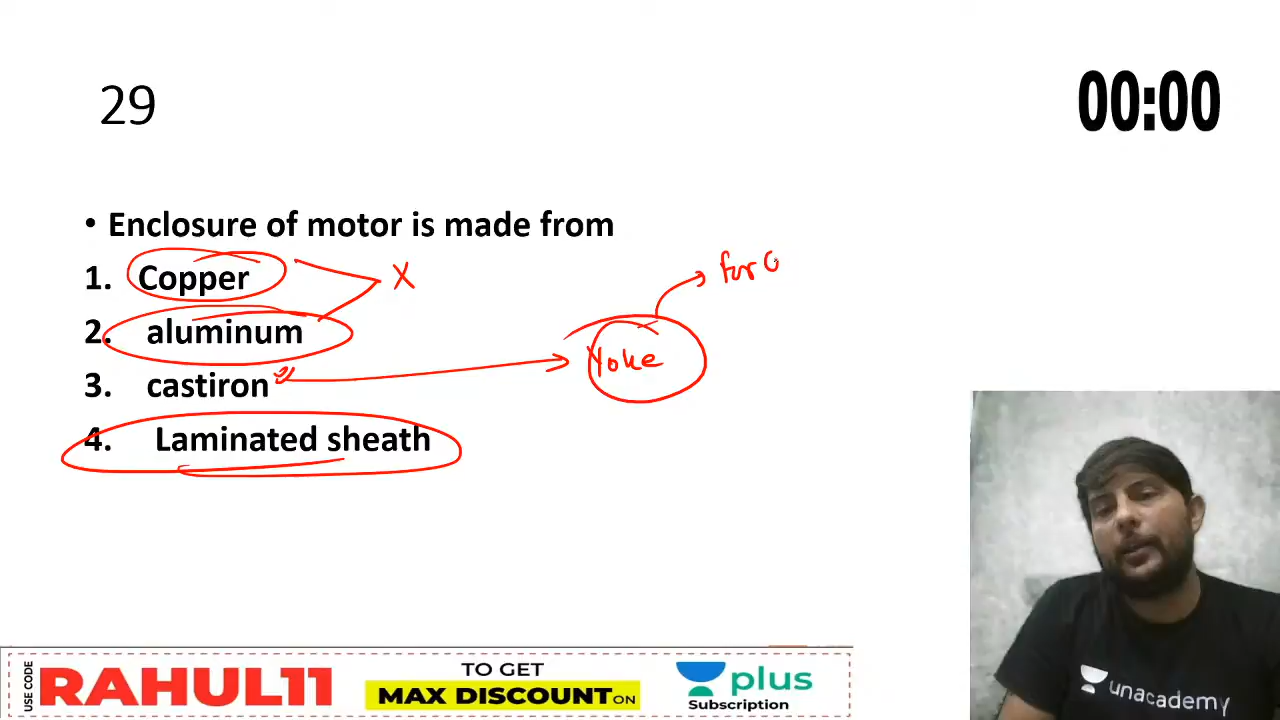 29
00:00
• Enclosure of motor is made from
1. Copper
X
for
2. aluminum
Yoke
3. castiron
4. Laminated sheath
unacademy
USE CODE
RAHUL11
TO GET
MAX DISCOUNT ON
plus
Subscription